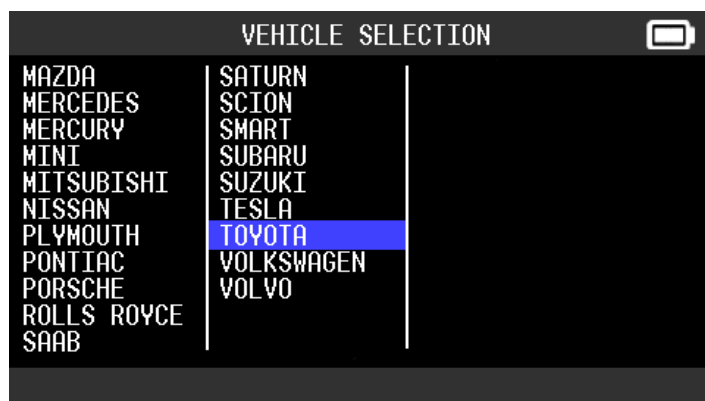 VEHICLE SELECTION
MAZDA
MERCEDES
MERCURY
MINI
MITSUBISHI
NISSAN
PLYMOUTH
PONTIAC
PORSCHE
ROLLS ROYCE
SAAB
SATURN
SCION
SMART
SUBARU
SUZUKI
TESLA
TOYOTA
VOLKSWAGEN
VOLVO